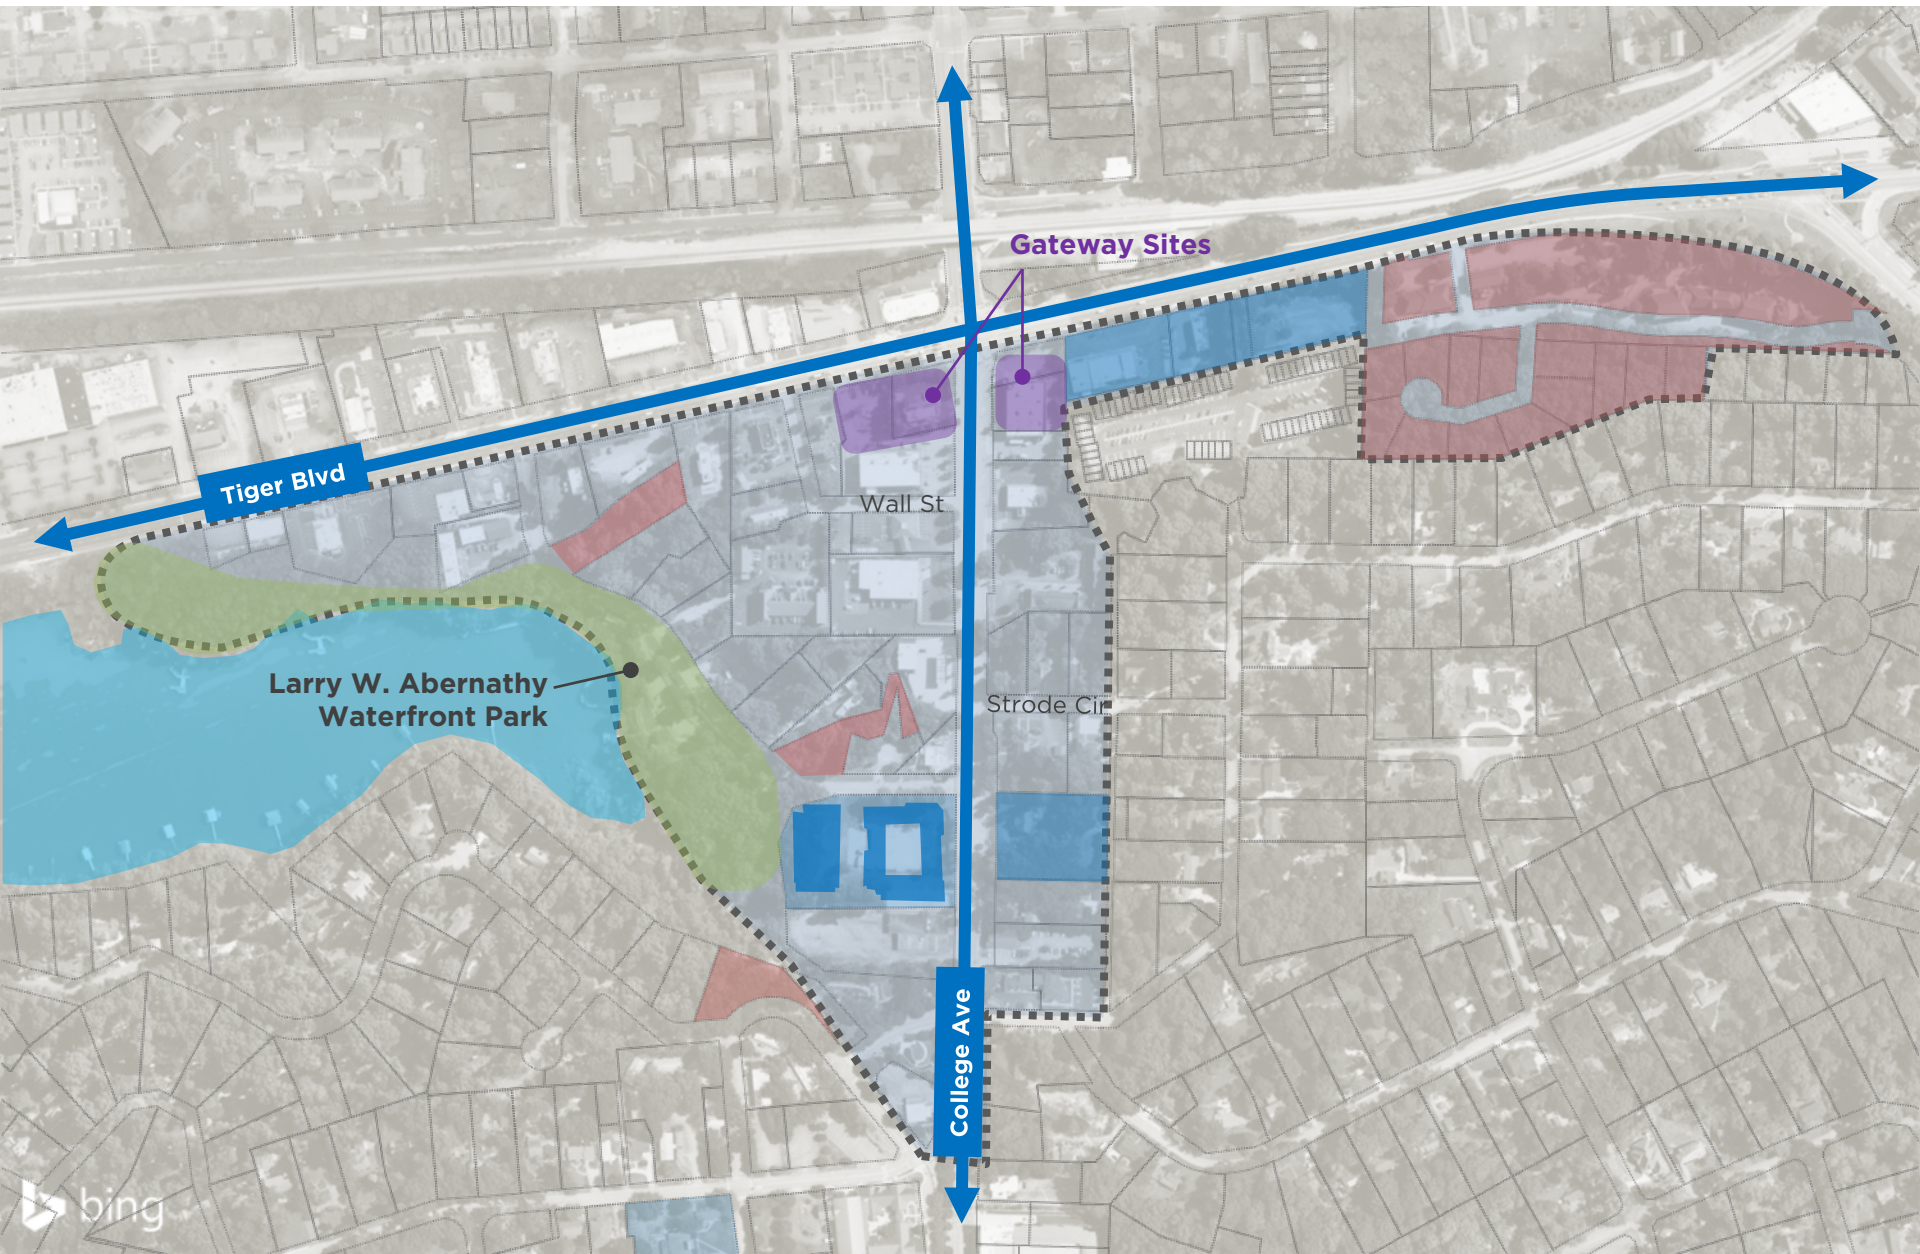 Gateway Sites
Tiger Blvd
Wall St
Larry W. Abernathy
Waterfront Park
Strode Cir
College Ave
bing